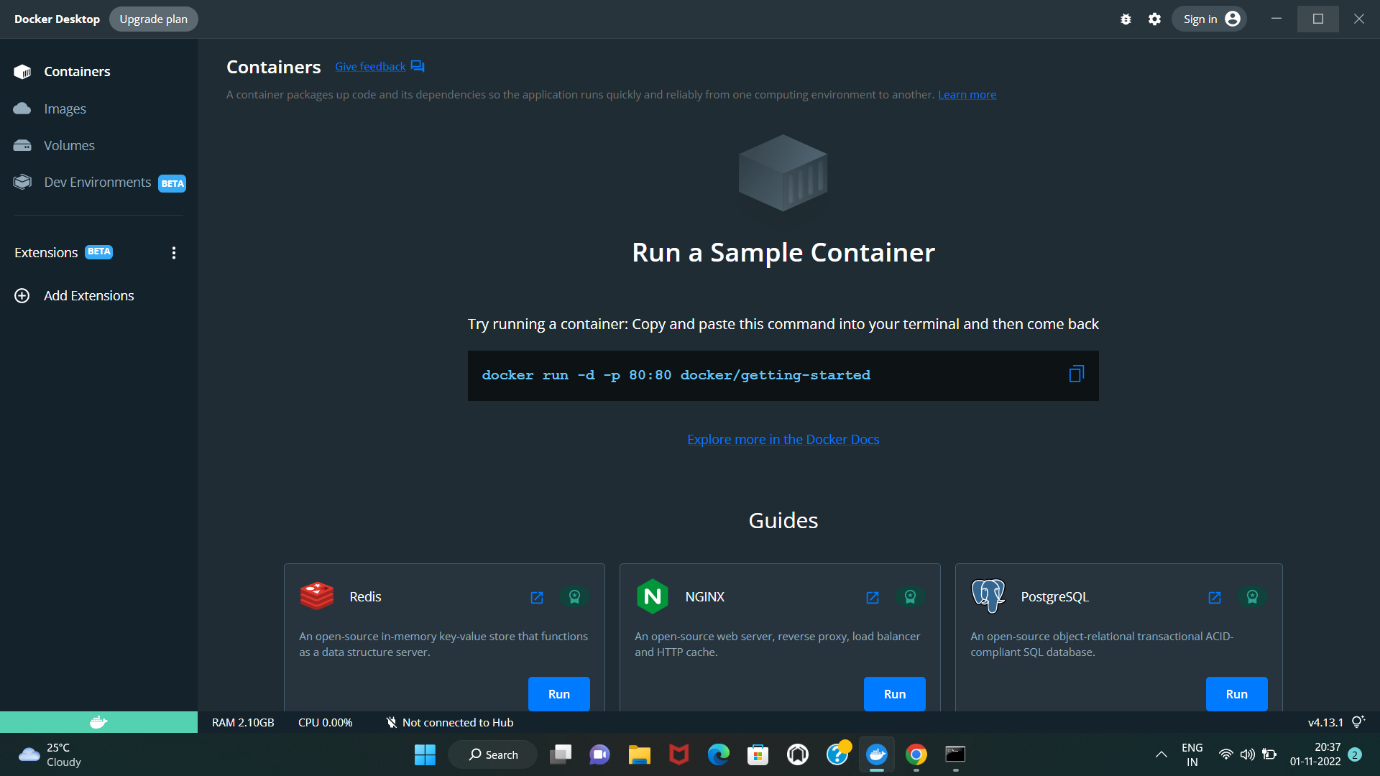 Docker Desktop
Upgrade plan
Sign in
Containers
Images
Volumes
Dev Environments BETA
Extensions BETA
Add Extensions
Containers Give feedback
A container packages up code and its dependencies so the application runs quickly and reliably from one computing environment to another. Learn more
Run a Sample Container
Try running a container: Copy and paste this command into your terminal and then come back
docker run -d -p 80:80 docker/getting-started
Explore more in the Docker Docs
Guides
Redis
An open-source in-memory key-value store that functions
as a data structure server.
Run
NGINX
An open-source web server, reverse proxy, load balancer
and HTTP cache.
Run
PostgreSQL
An open-source object-relational transactional ACID-
compliant SQL database.
Run
RAM 2.10GB CPU 0.00% Not connected to Hub
v4.13.1
25°C
Cloudy
Search
ENG
IN
20:37
01-11-2022
2